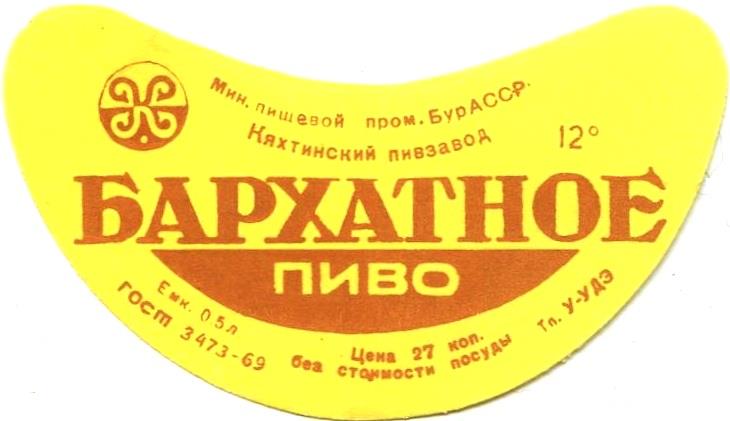 Мин. пищевой пром. БурАССР.
Кяхтинский пивзавод
12°
БАРХАТНОЕ
ПИВО
Емк. 0.5л
ГОСТ 3473-69
Цена 27 коп.
без стоимости посуды
Тп. У-УДЭ